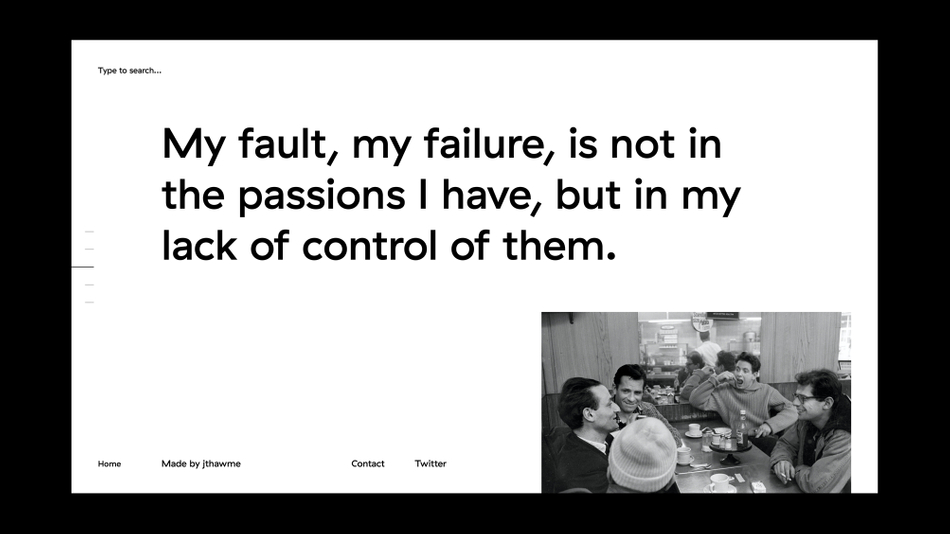 Type to search...
My fault, my failure, is not in
the passions I have, but in my
lack of control of them.
Home
Made by jthawme
Contact
Twitter